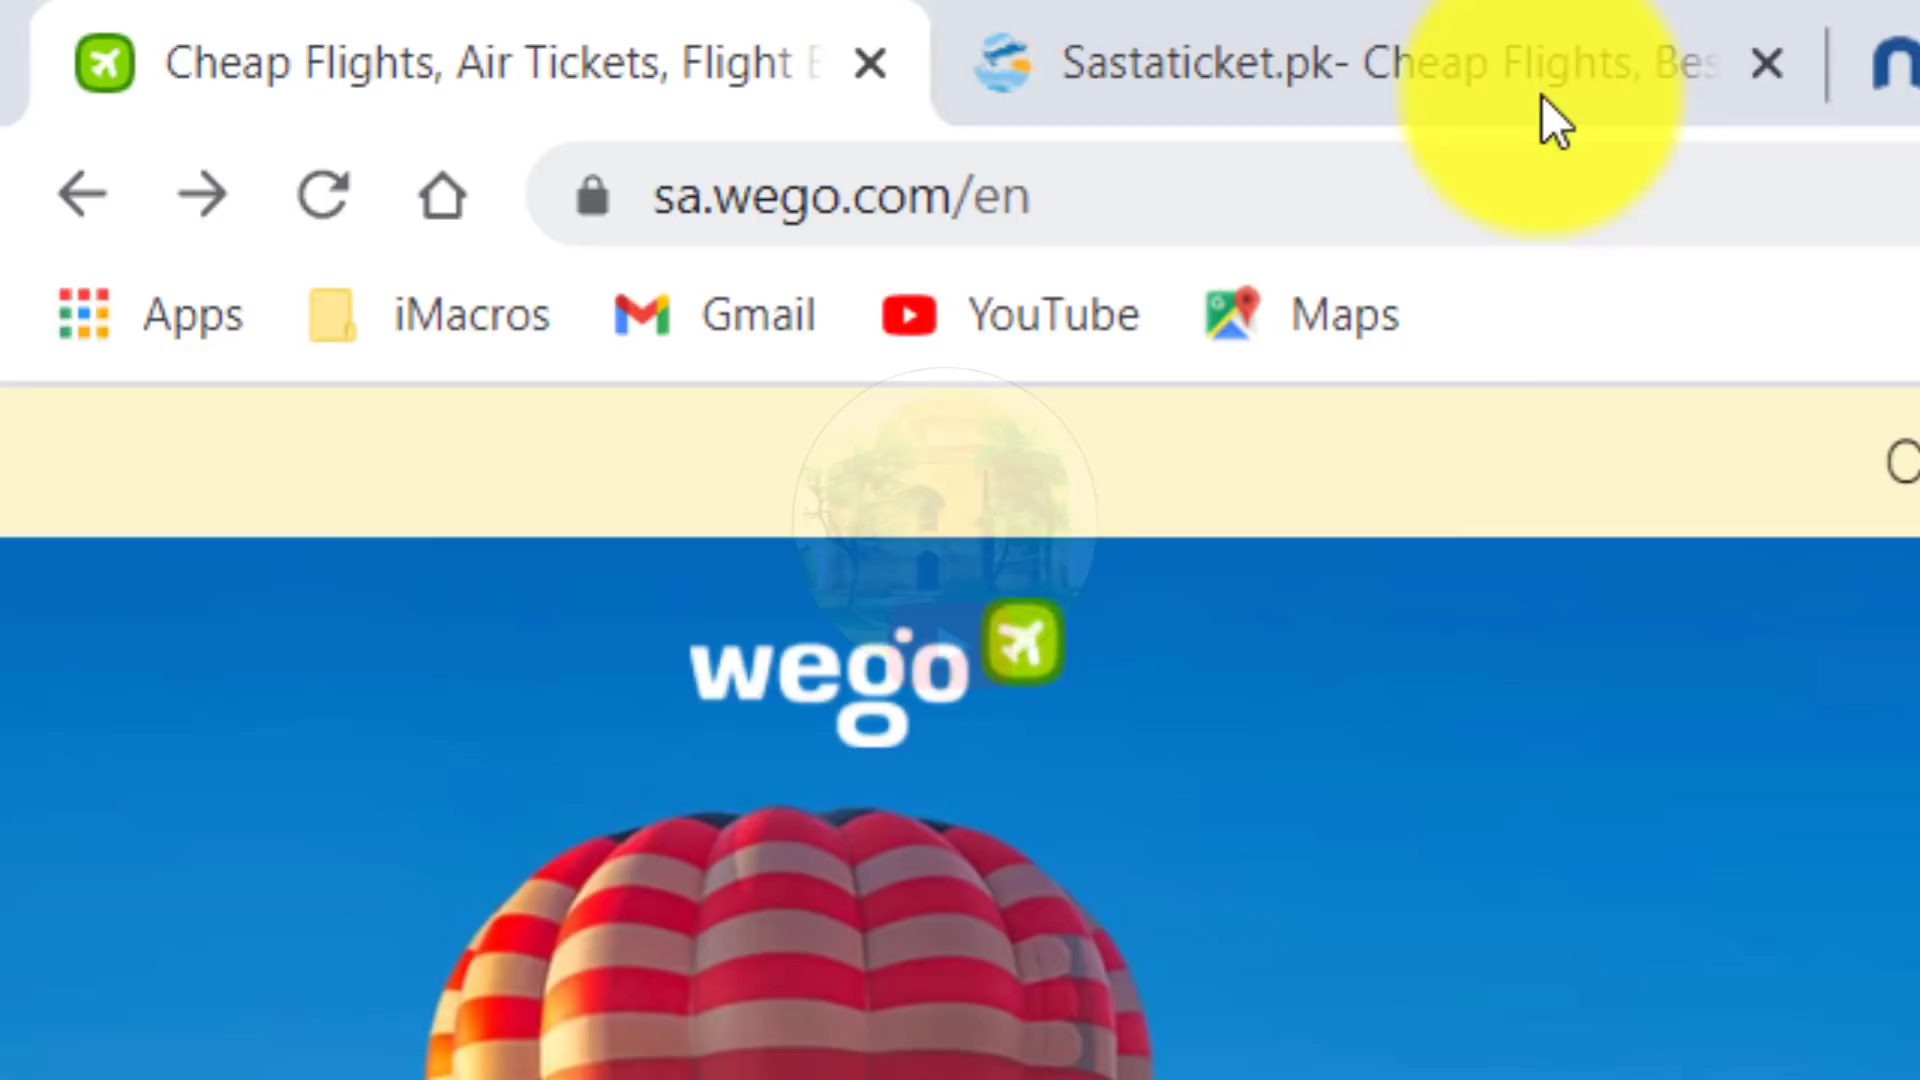 Cheap Flights, Air Tickets, Flight
Sastaticket.pk- Cheap Flights, Bes
sa.wego.com/en
Apps
iMacros
Gmail
YouTube
Maps
wego